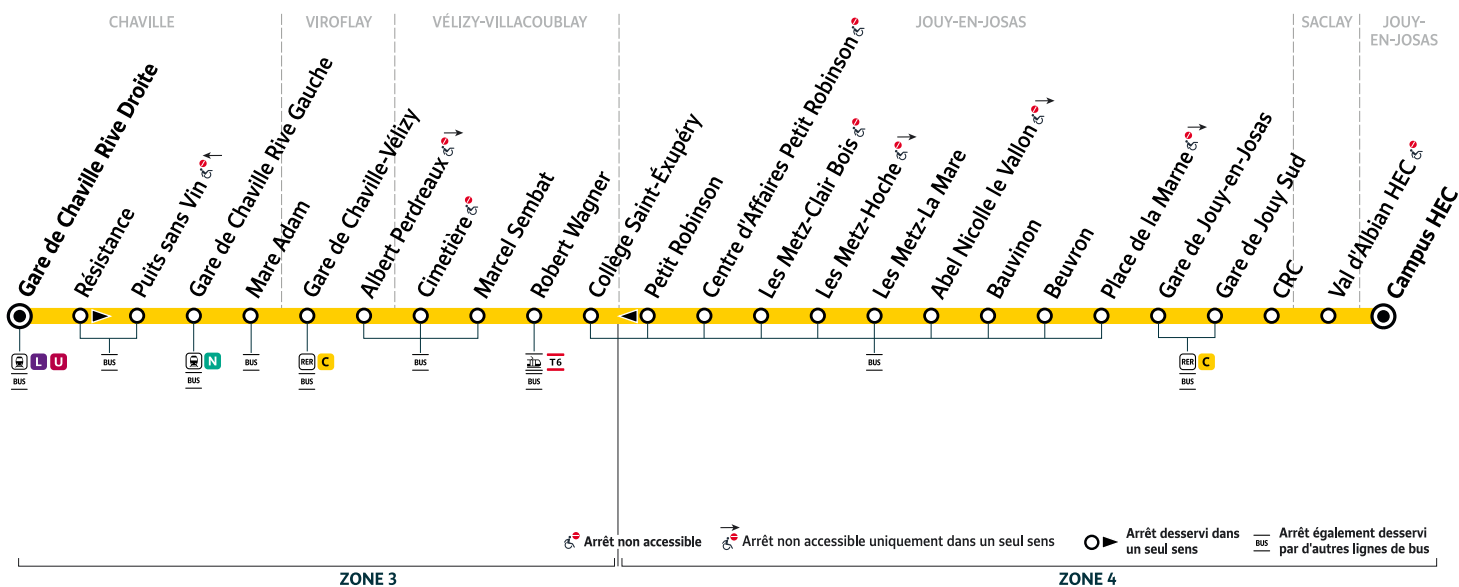 CHAVILLE
VIROFLAY
VÉLIZY-VILLACOUBLAY
JOUY-EN-JOSAS
SACLAY
JOUY-
EN-JOSAS
Gare de Chaville Rive Droite
Résistance
Puits sans Vin
Gare de Chaville Rive Gauche
Mare Adam
Gare de Chaville-Vélizy
Albert Perdreaux
Cimetière
Marcel Sembat
Robert Wagner
Collège Saint-Éxupéry
Petit Robinson
Centre d'Affaires Petit Robinson
Les Metz-Clair Bois
Les Metz-Hoche
Les Metz-La Mare
Abel Nicolle le Vallon
Bauvinon
Beuvron
Place de la Marne
Gare de Jouy-en-Josas
Gare de Jouy Sud
CRC
Val d'Albian HEC
Campus HEC
L U
BUS
BUS
N
BUS
BUS
RER C
BUS
BUS
T6
BUS
BUS
RER C
BUS
Arrêt non accessible
Arrêt non accessible uniquement dans un seul sens
Arrêt desservi dans
un seul sens
BUS
Arrêt également desservi
par d'autres lignes de bus
ZONE 3
ZONE 4